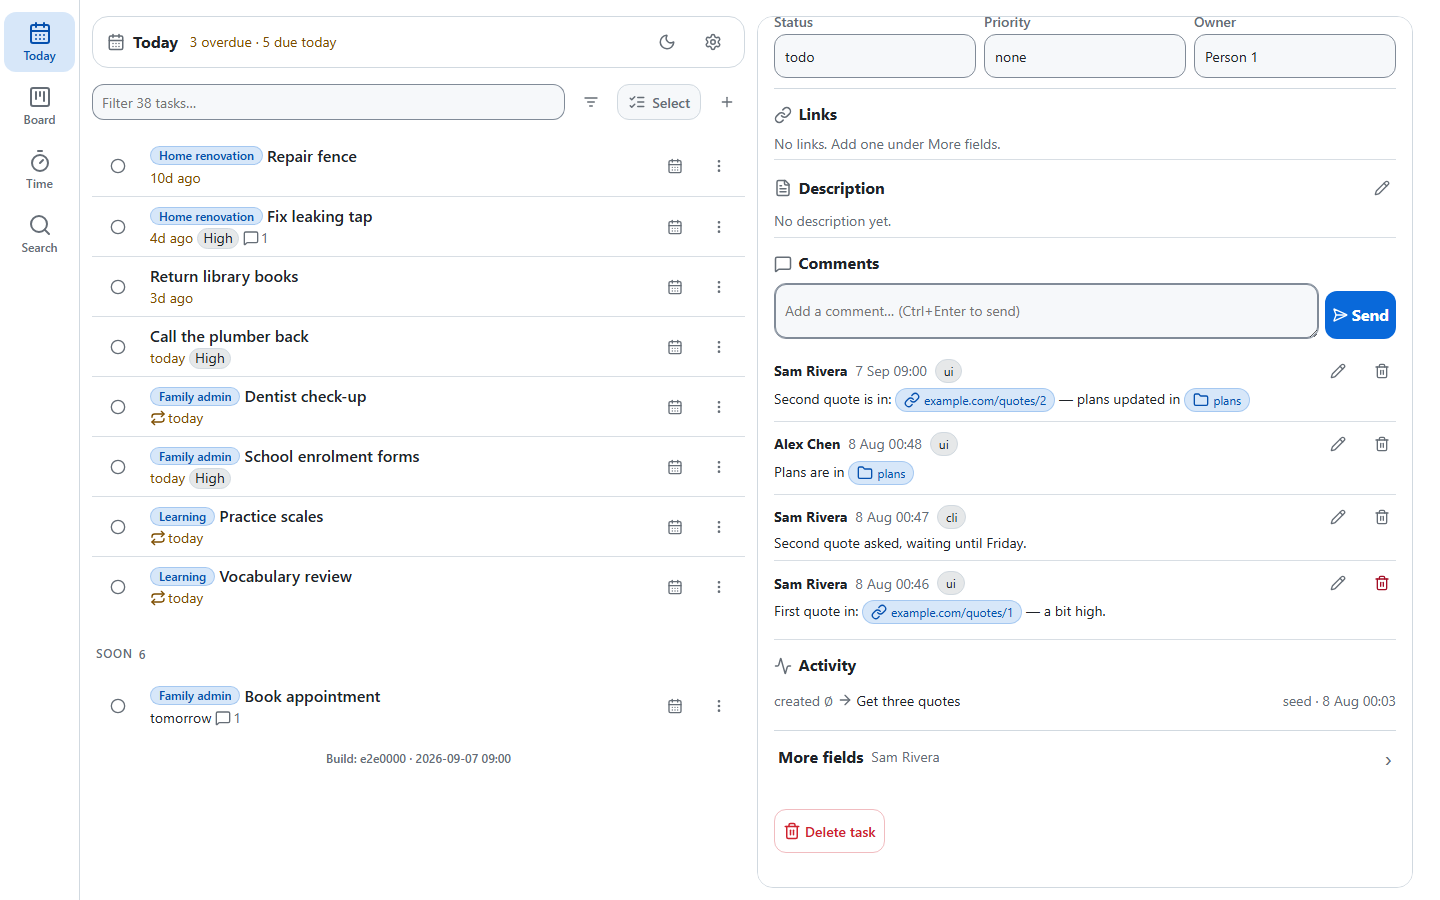 Today
Board
Time
Search
Today 3 overdue · 5 due today
Filter 38 tasks...
Select
Home renovation Repair fence
10d ago
Home renovation Fix leaking tap
4d ago High 1
Return library books
3d ago
Call the plumber back
today High
Family admin Dentist check-up
today
Family admin School enrolment forms
today High
Learning Practice scales
today
Learning Vocabulary review
today
SOON 6
Family admin Book appointment
tomorrow 1
Build: e2e0000 · 2026-09-07 09:00
Status Priority Owner
todo none Person 1
Links
No links. Add one under More fields.
Description
No description yet.
Comments
Add a comment... (Ctrl+Enter to send)
Send
Sam Rivera 7 Sep 09:00 ui
Second quote is in: example.com/quotes/2 — plans updated in plans
Alex Chen 8 Aug 00:48 ui
Plans are in plans
Sam Rivera 8 Aug 00:47 cli
Second quote asked, waiting until Friday.
Sam Rivera 8 Aug 00:46 ui
First quote in: example.com/quotes/1 — a bit high.
Activity
created ∅ → Get three quotes seed · 8 Aug 00:03
More fields Sam Rivera
Delete task